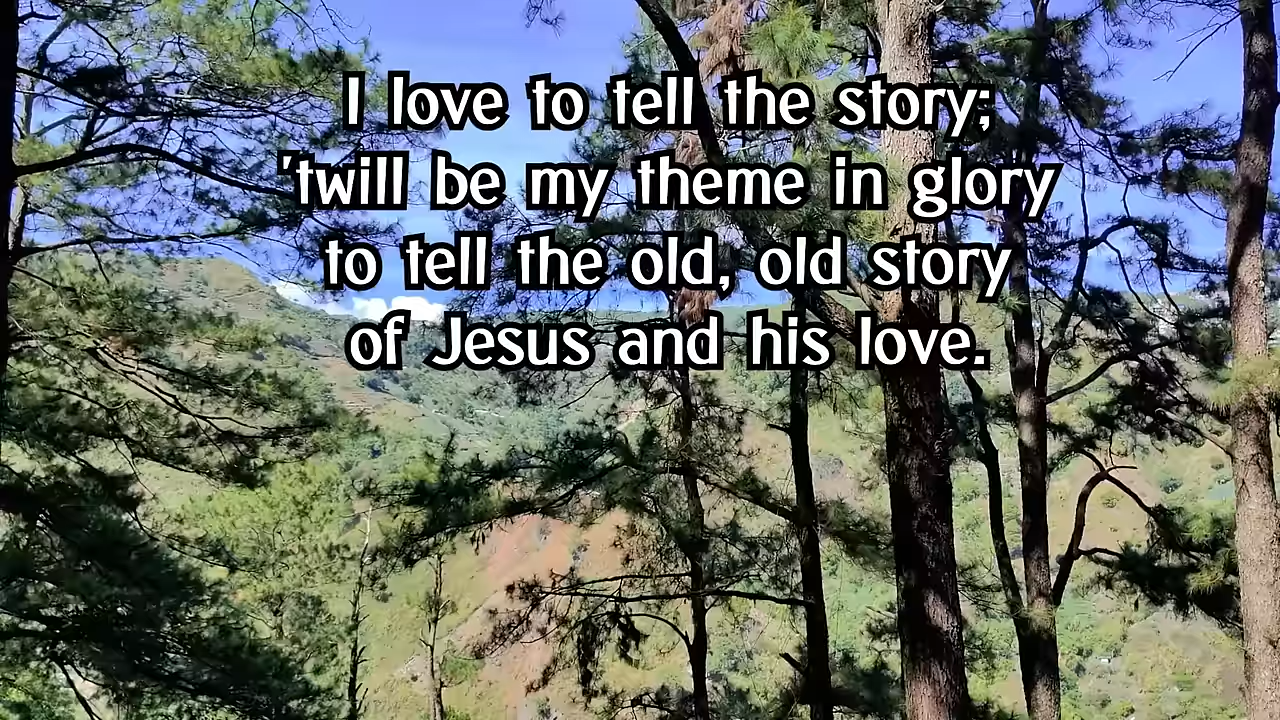 I love to tell the story;
'twill be my theme in glory
to tell the old, old story
of Jesus and his love.